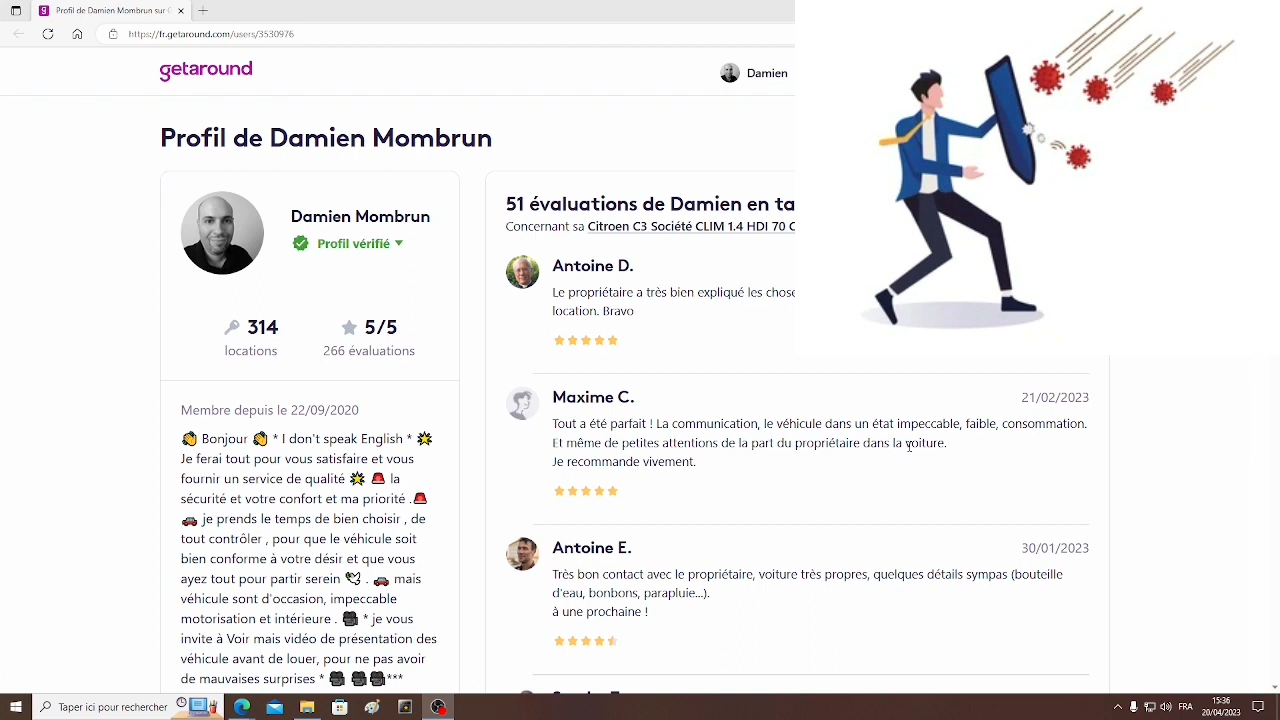 Profil de Damien Mombrun sur G
https://fr.getaround.com/users/3530976
getaround
Damien
Profil de Damien Mombrun
Damien Mombrun
Profil vérifié
314
locations
5/5
266 évaluations
Membre depuis le 22/09/2020
👋 Bonjour 👋 * I don't speak English * 🌟
Je ferai tout pour vous satisfaire et vous
fournir un service de qualité 🌟 🚨 la
sécurité et votre confort et ma priorité .🚨
🚗 je prends le temps de bien choisir , de
tout contrôler , pour que le véhicule soit
bien conforme à votre désir et que vous
ayez tout pour partir serein 🕊 . 🚗 mais
véhicule sont d'occasion, impeccable
motorisation et intérieure . 🎥 * je vous
invite à Voir mais vidéo de présentation des
véhicule avant de louer, pour ne pas avoir
de mauvaises surprises * 🎥 🎥 🎥***
51 évaluations de Damien en ta
Concernant sa Citroen C3 Société CLIM 1.4 HDI 70 C
Antoine D.
Le propriétaire a très bien expliqué les chose
location. Bravo
Maxime C.
21/02/2023
Tout a été parfait ! La communication, le véhicule dans un état impeccable, faible, consommation.
Et même de petites attentions de la part du propriétaire dans la voiture.
Je recommande vivement.
Antoine E.
30/01/2023
Très bon contact avec le propriétaire, voiture très propres, quelques détails sympas (bouteille
d'eau, bonbons, parapluie...).
à une prochaine !
Taper ici pour rechercher
FRA
15:36
20/04/2023